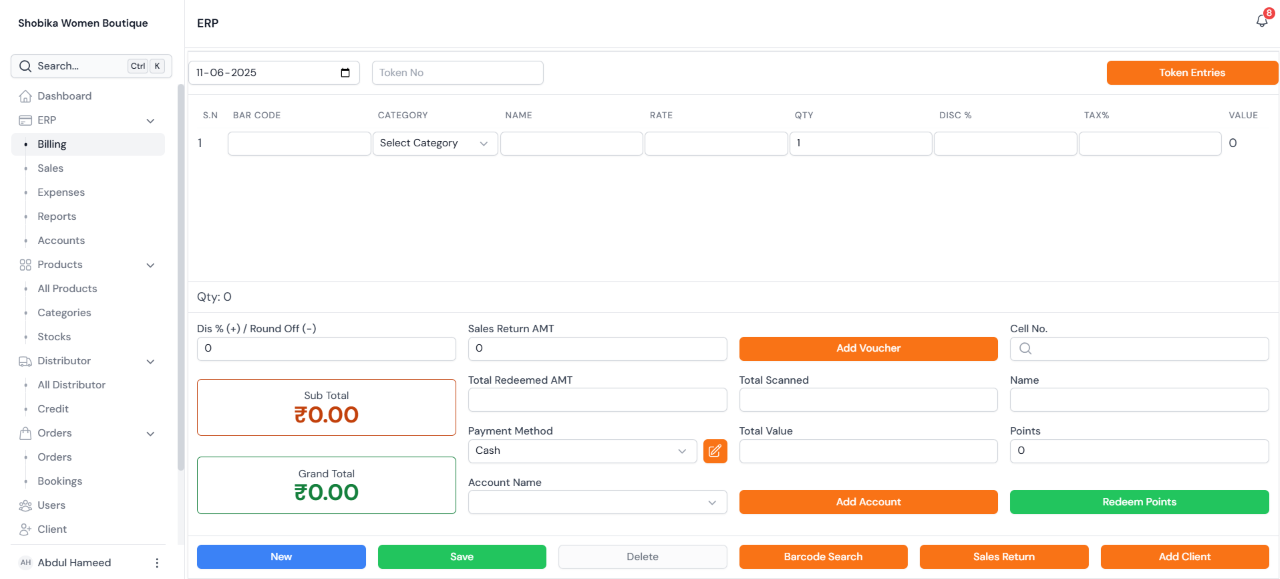 Shobika Women Boutique
ERP
8
Search...
Ctrl K
Dashboard
ERP
Billing
Sales
Expenses
Reports
Accounts
Products
All Products
Categories
Stocks
Distributor
All Distributor
Credit
Orders
Orders
Bookings
Users
Client
AH Abdul Hameed
11-06-2025
Token No
Token Entries
S.N BAR CODE CATEGORY NAME RATE QTY DISC % TAX% VALUE
1 Select Category 1 0
Qty: 0
Dis % (+) / Round Off (-)
0
Sales Return AMT
0
Add Voucher
Cell No.
Sub Total
₹0.00
Total Redeemed AMT
Total Scanned
Name
Payment Method
Cash
Total Value
Points
0
Grand Total
₹0.00
Account Name
Add Account
Redeem Points
New
Save
Delete
Barcode Search
Sales Return
Add Client